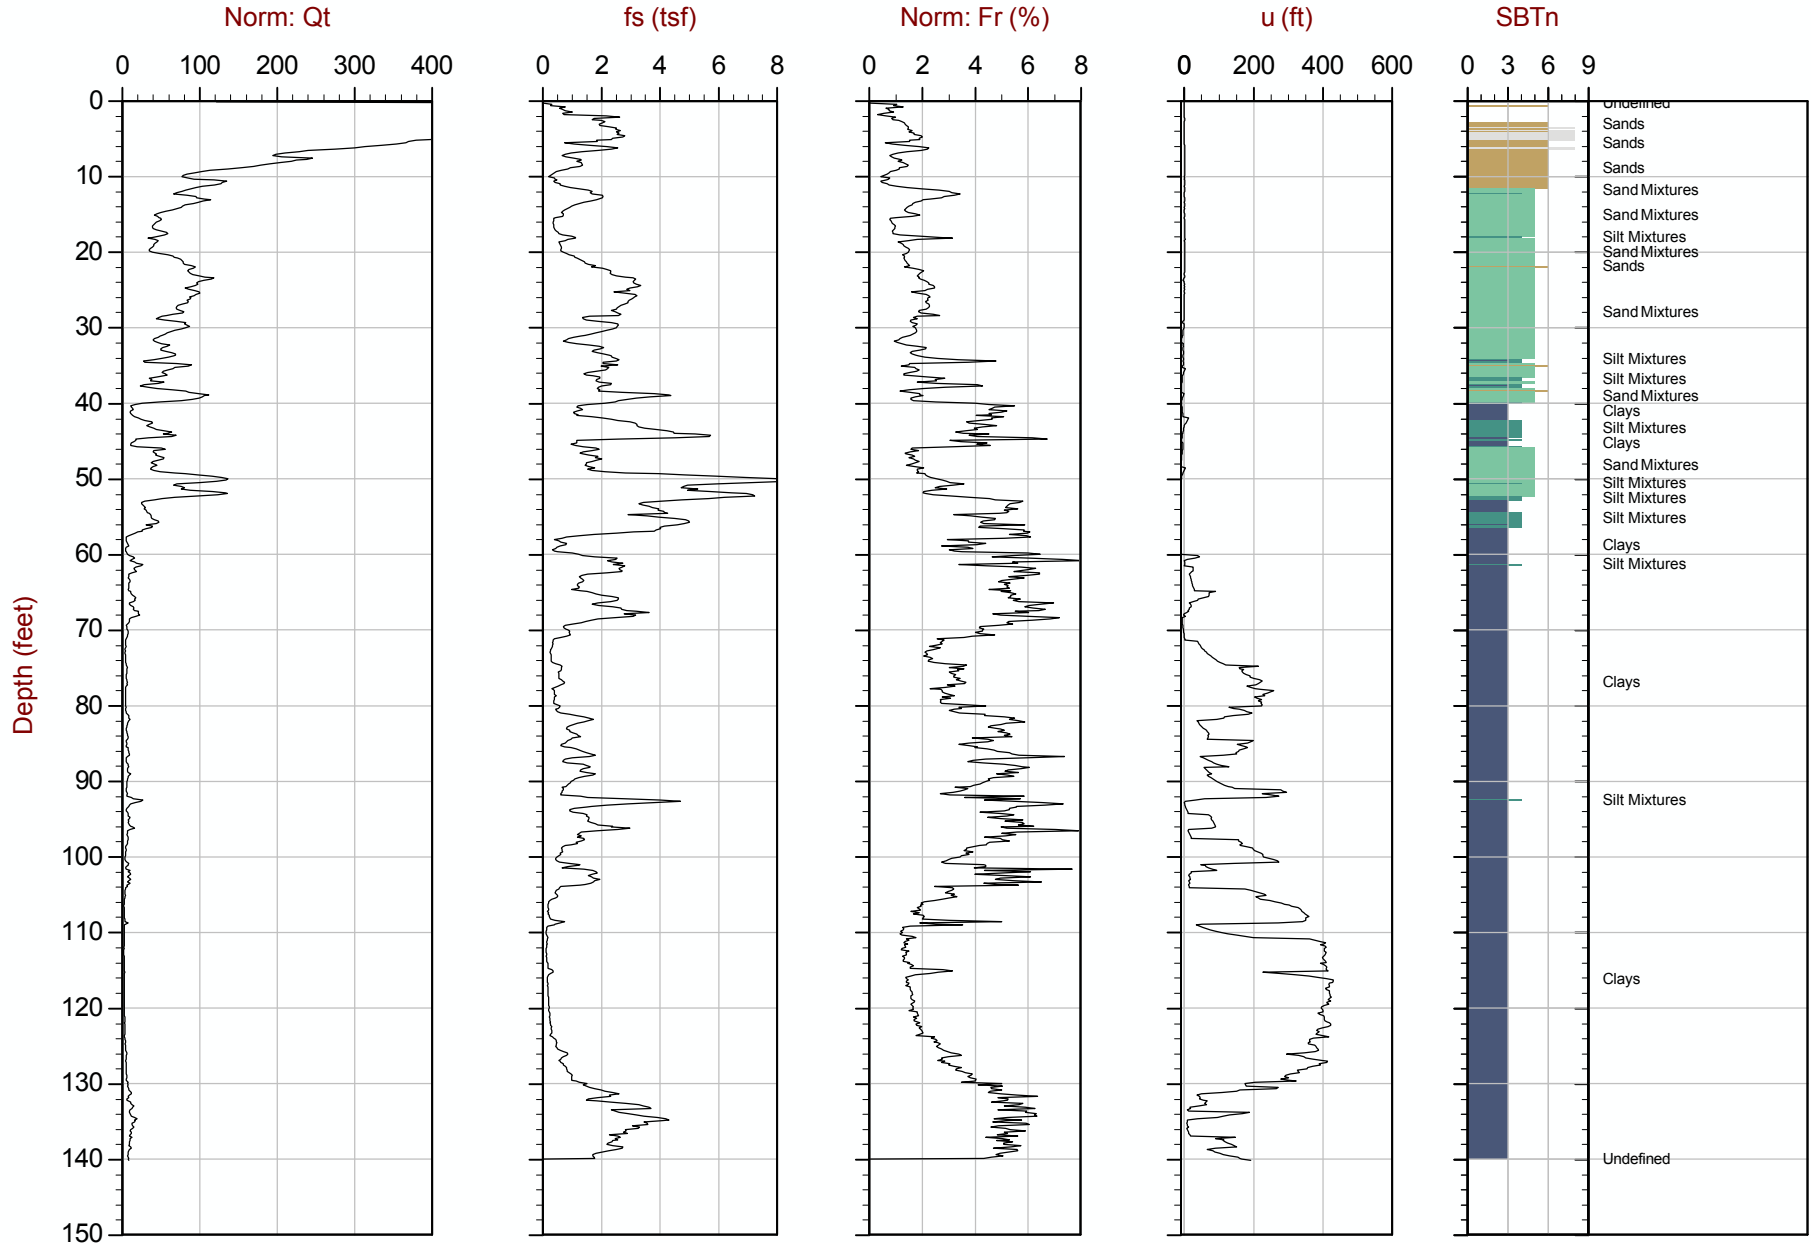 Norm: Qt fs (tsf) Norm: Fr (%) u (ft) SBTn
0 100 200 300 400 0 2 4 6 8 0 2 4 6 8 0 200 400 600 0 3 6 9
Depth (feet)
0
10
20
30
40
50
60
70
80
90
100
110
120
130
140
150
Undefined
Sands
Sands
Sands
Sand Mixtures
Sand Mixtures
Silt Mixtures
Sand Mixtures
Sands
Sand Mixtures
Silt Mixtures
Silt Mixtures
Sand Mixtures
Clays
Silt Mixtures
Clays
Sand Mixtures
Silt Mixtures
Silt Mixtures
Silt Mixtures
Clays
Silt Mixtures
Clays
Silt Mixtures
Clays
Undefined